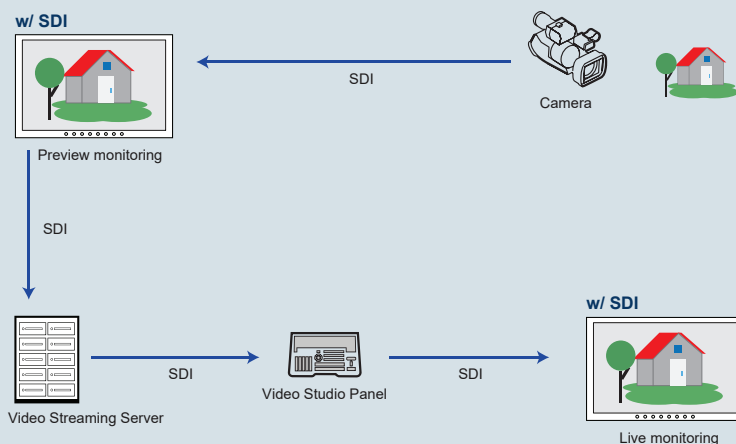 w/ SDI
SDI
Camera
Preview monitoring
SDI
w/ SDI
SDI
SDI
Video Studio Panel
Video Streaming Server
Live monitoring